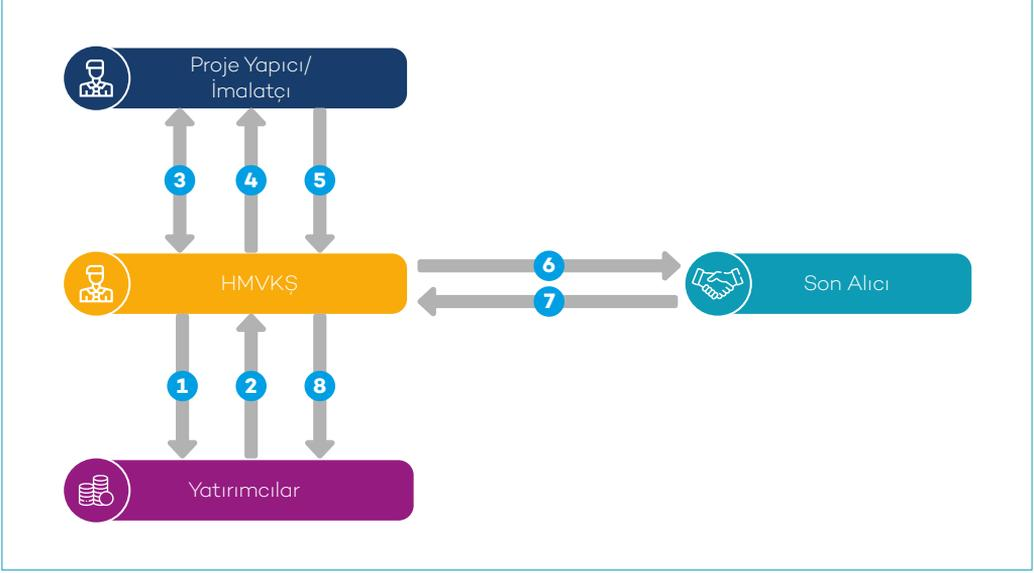 Proje Yapıcı/
İmalatçı
3
4
5
HMVKŞ
6
7
Son Alıcı
1
2
8
Yatırımcılar